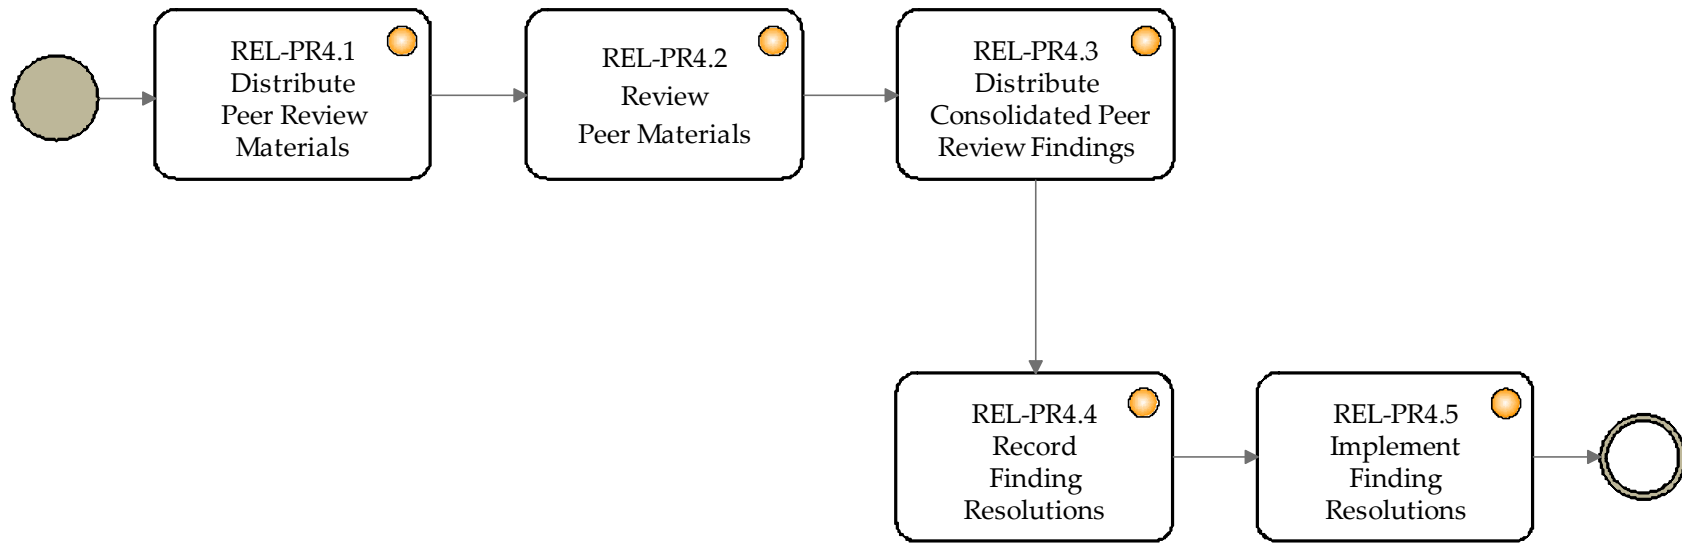 REL-PR4.1
Distribute
Peer Review
Materials
REL-PR4.2
Review
Peer Materials
REL-PR4.3
Distribute
Consolidated Peer
Review Findings
REL-PR4.4
Record
Finding
Resolutions
REL-PR4.5
Implement
Finding
Resolutions